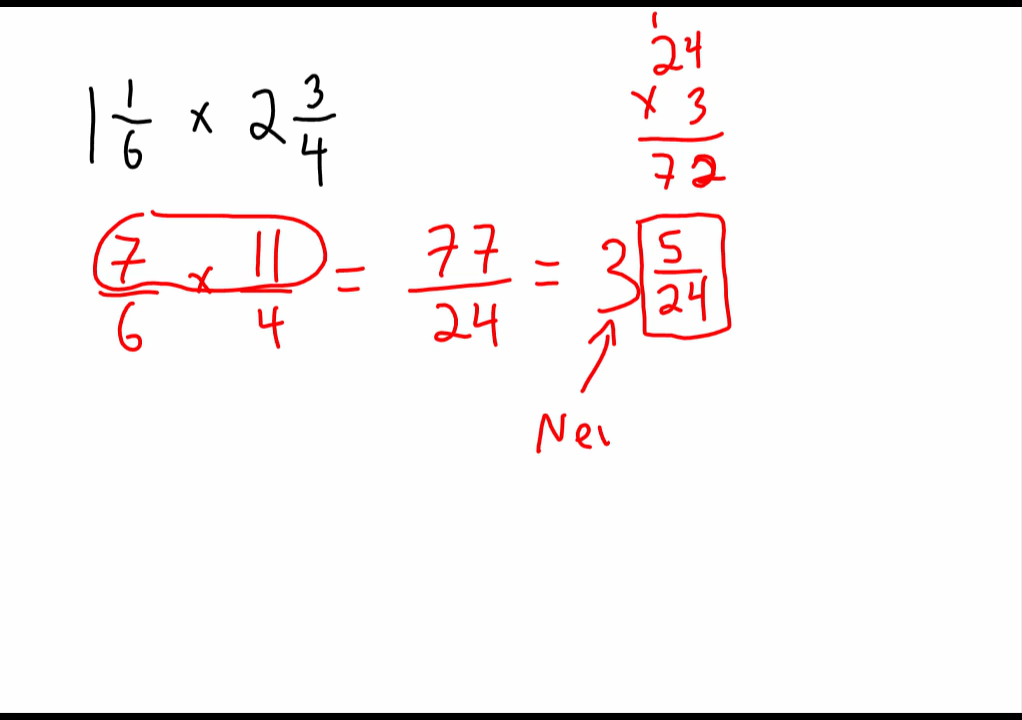 1 1/6 × 2 3/4
1
24
× 3
72
7/6 × 11/4 = 77/24 = 3 5/24